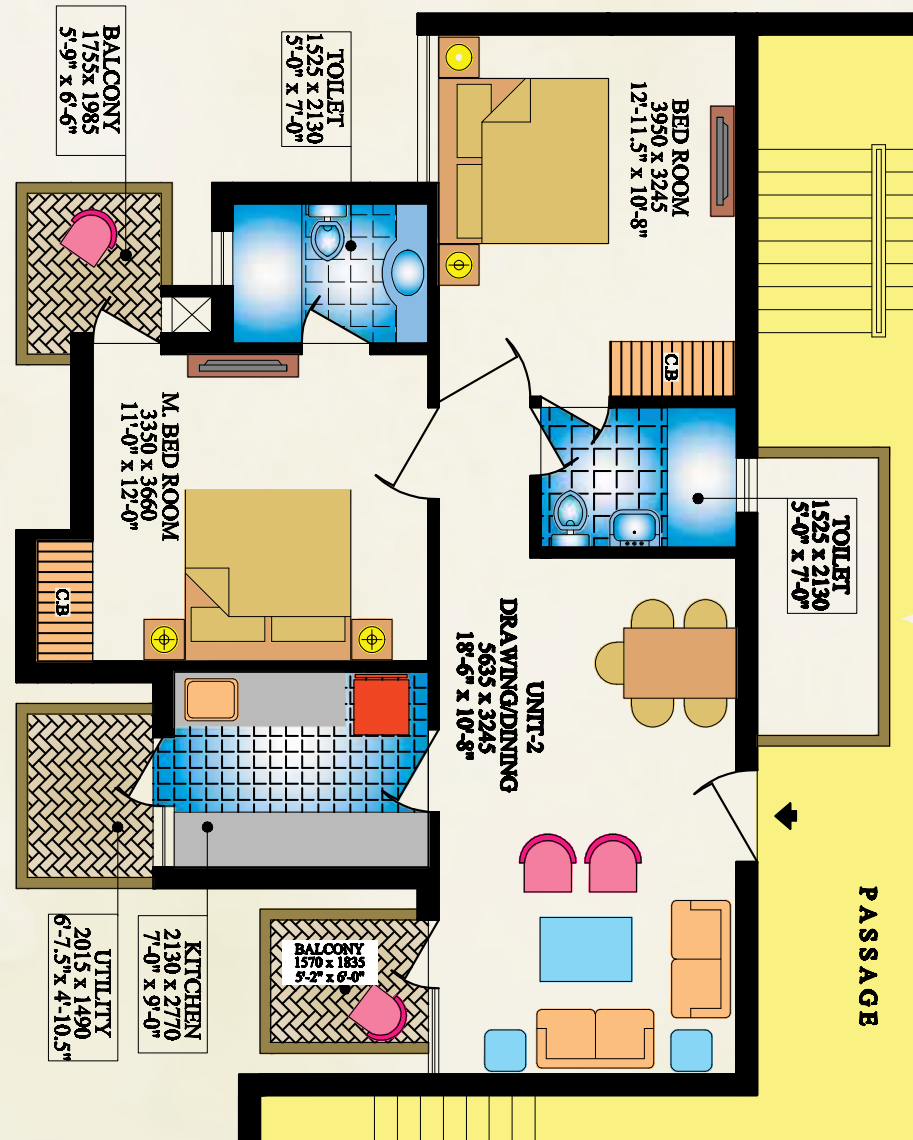 BALCONY
1755x 1985
5'-9" x 6'-6"
TOILET
1525 x 2130
5'-0" x 7'-0"
BED ROOM
3950 x 3245
12'-11.5" x 10'-8"
C.B
TOILET
1525 x 2130
5'-0" x 7'-0"
M. BED ROOM
3350 x 3660
11'-0" x 12'-0"
C.B
UNIT-2
DRAWING/DINING
5635 x 3245
18'-6" x 10'-8"
PASSAGE
BALCONY
1570 x 1835
5'-2" x 6'-0"
KITCHEN
2130 x 2770
7'-0" x 9'-0"
UTILITY
2015 x 1490
6'-7.5"x 4'-10.5"